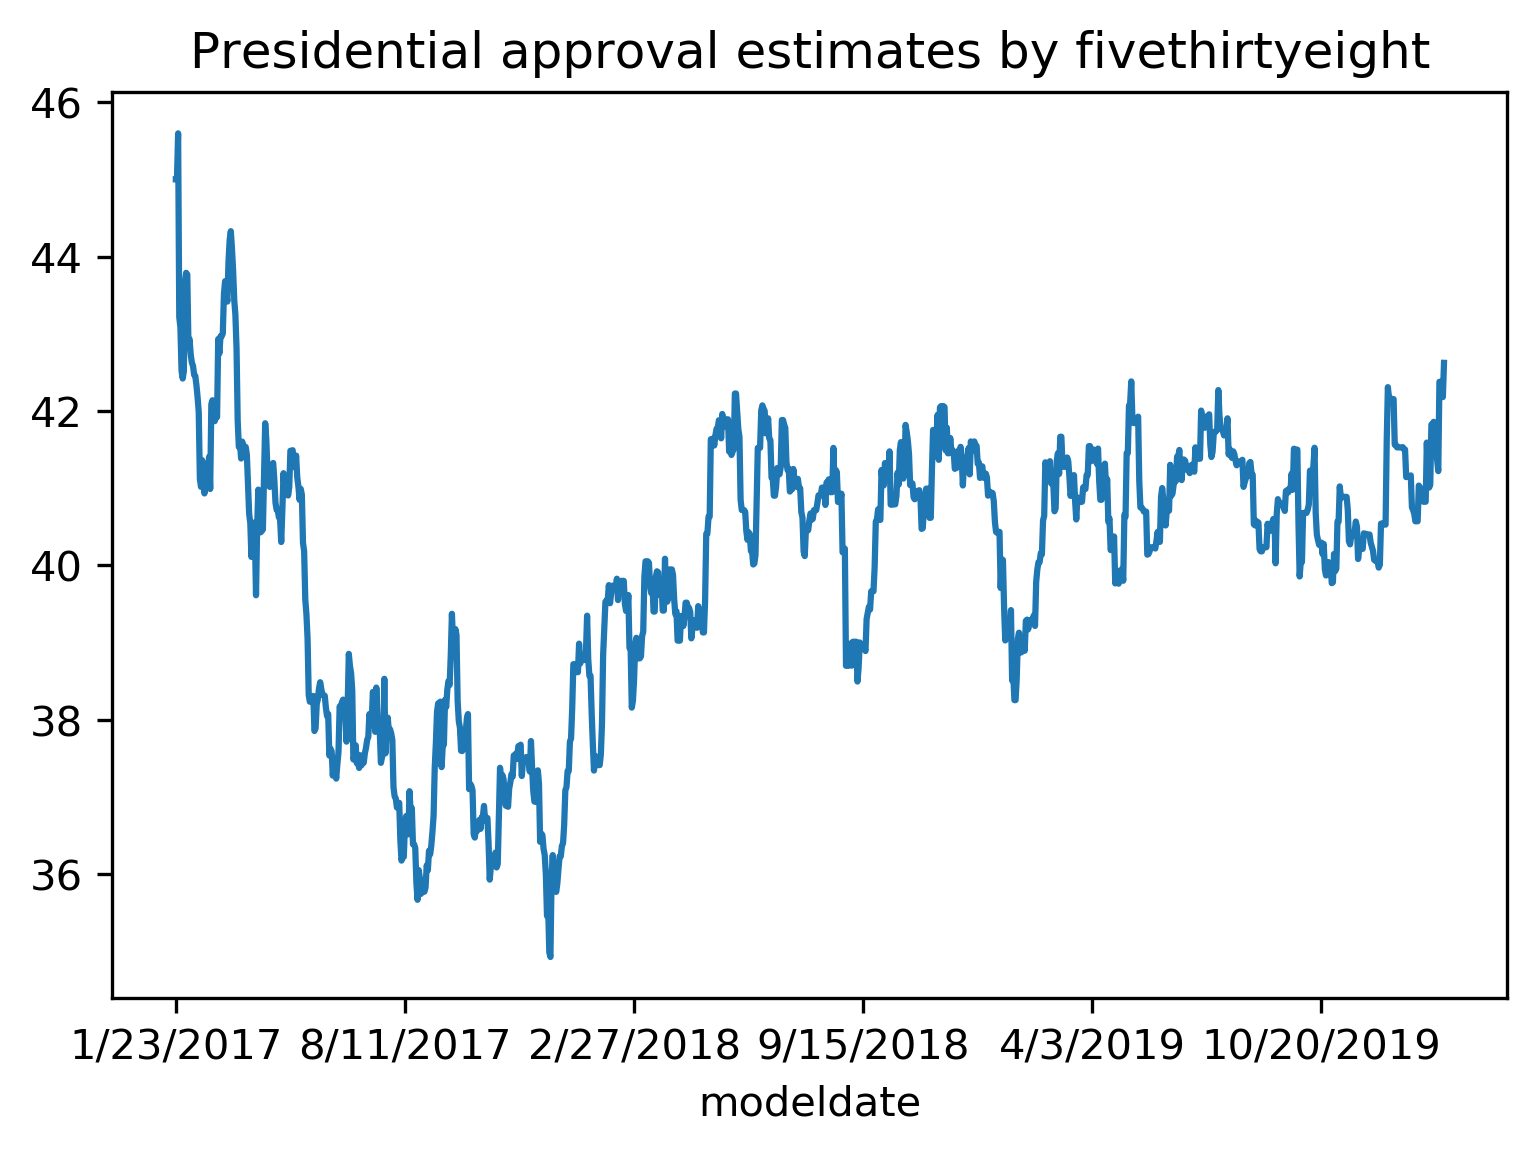 Presidential approval estimates by fivethirtyeight
46
44
42
40
38
36
1/23/2017 8/11/2017 2/27/2018 9/15/2018 4/3/2019 10/20/2019
modeldate